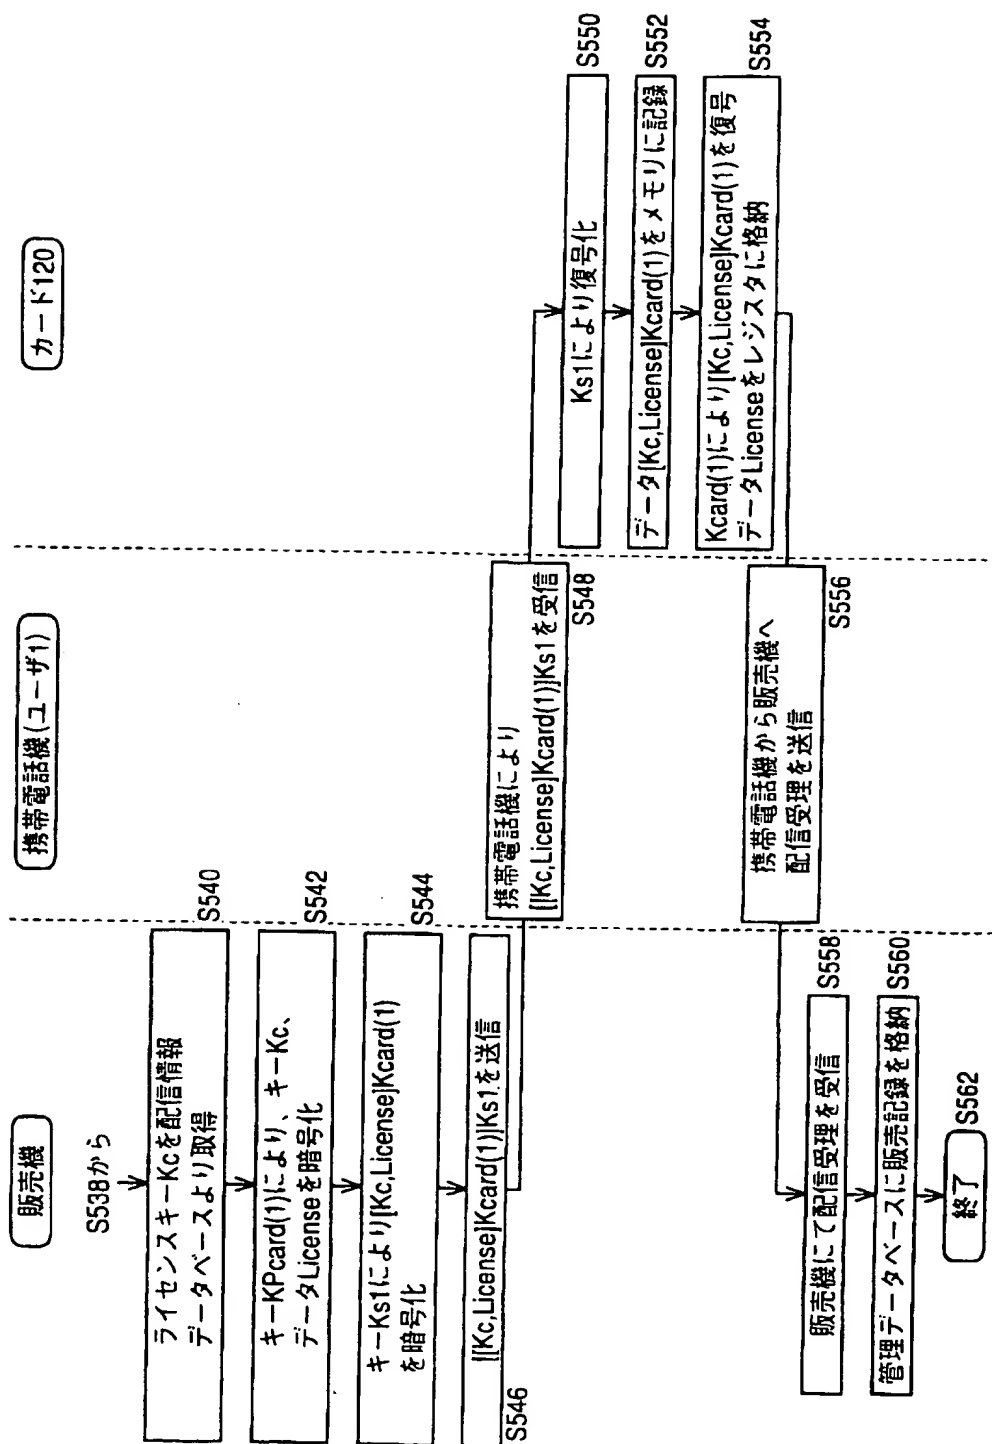 販売機
携帯電話機(ユーザ1)
カード120
S538から
ライセンスキーKcを配信情報
データベースより取得
S540
キーKPcard(1)により、キーKc、
データLicenseを暗号化
S542
キーKs1により[Kc,License]Kcard(1)
を暗号化
S544
[[Kc,License]Kcard(1)]Ks1を送信
S546
携帯電話機により
[[Kc,License]Kcard(1)]Ks1を受信
S548
Ks1により復号化
S550
データ[Kc,License]Kcard(1)をメモリに記録
S552
Kcard(1)により[Kc,License]Kcard(1)を復号
データLicenseをレジスタに格納
S554
携帯電話機から販売機へ
配信受理を送信
S556
販売機にて配信受理を受信
S558
管理データベースに販売記録を格納
S560
終了
S562